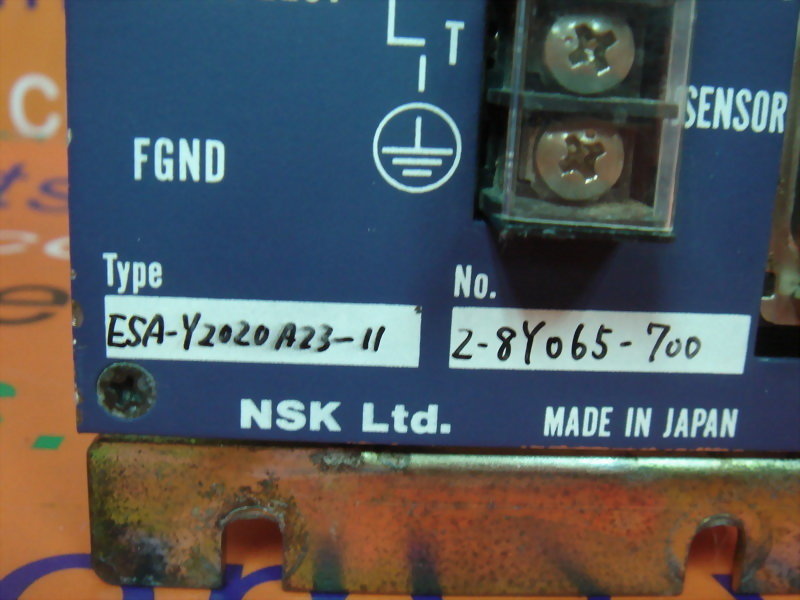 T
SENSOR
FGND
Type
No.
ESA-Y2020A23-11
2-8Y065-700
NSK Ltd.
MADE IN JAPAN